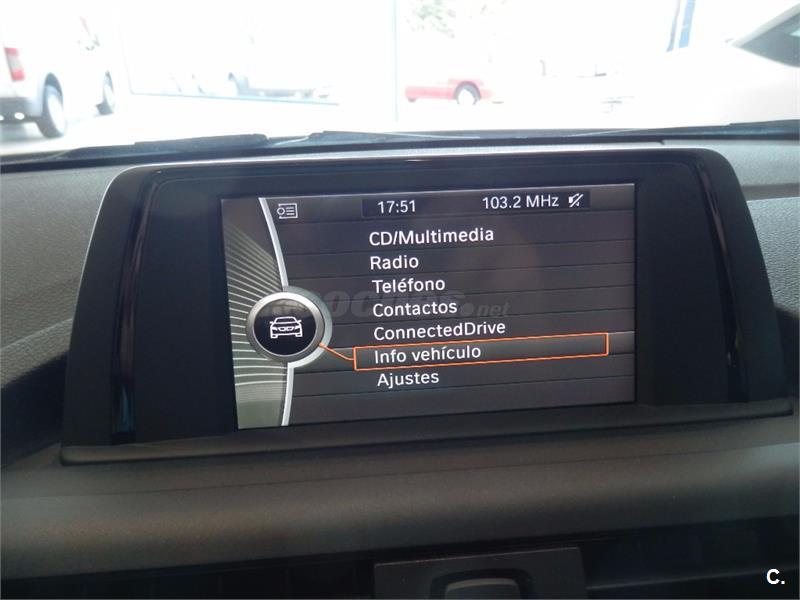 17:51
103.2 MHz
CD/Multimedia
Radio
Teléfono
Contactos
ConnectedDrive
Info vehículo
Ajustes
C.